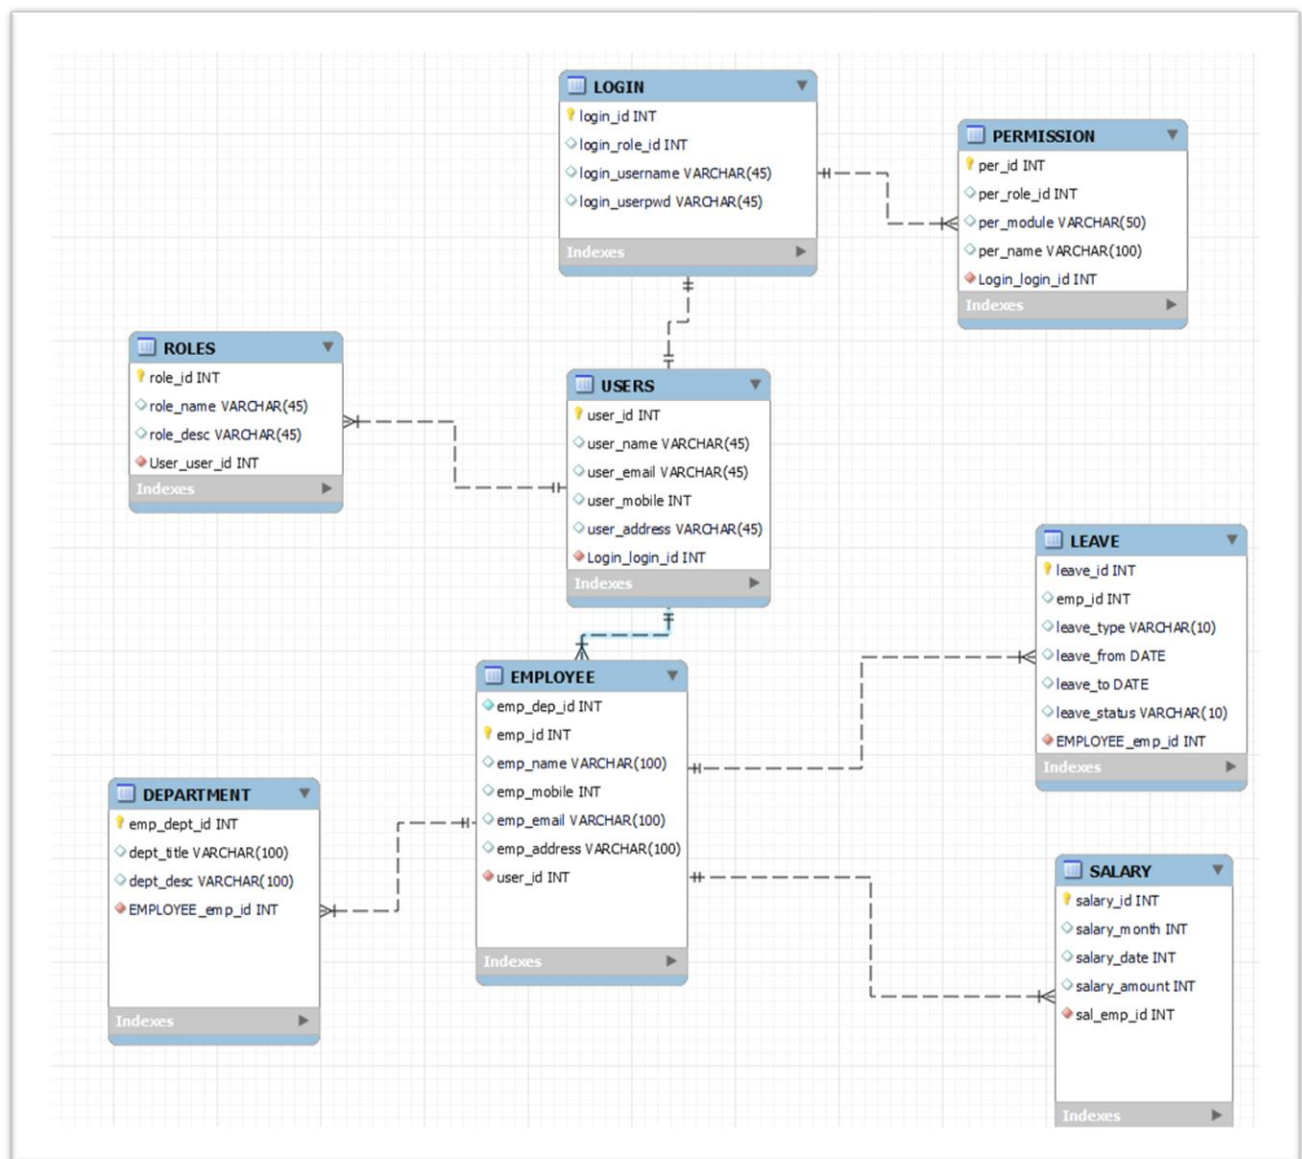 LOGIN
login_id INT
login_role_id INT
login_username VARCHAR(45)
login_userpwd VARCHAR(45)
Indexes
PERMISSION
per_id INT
per_role_id INT
per_module VARCHAR(50)
per_name VARCHAR(100)
Login_login_id INT
Indexes
ROLES
role_id INT
role_name VARCHAR(45)
role_desc VARCHAR(45)
User_user_id INT
Indexes
USERS
user_id INT
user_name VARCHAR(45)
user_email VARCHAR(45)
user_mobile INT
user_address VARCHAR(45)
Login_login_id INT
Indexes
LEAVE
leave_id INT
emp_id INT
leave_type VARCHAR(10)
leave_from DATE
leave_to DATE
leave_status VARCHAR(10)
EMPLOYEE_emp_id INT
Indexes
EMPLOYEE
emp_dep_id INT
emp_id INT
emp_name VARCHAR(100)
emp_mobile INT
emp_email VARCHAR(100)
emp_address VARCHAR(100)
user_id INT
Indexes
DEPARTMENT
emp_dept_id INT
dept_title VARCHAR(100)
dept_desc VARCHAR(100)
EMPLOYEE_emp_id INT
Indexes
SALARY
salary_id INT
salary_month INT
salary_date INT
salary_amount INT
sal_emp_id INT
Indexes